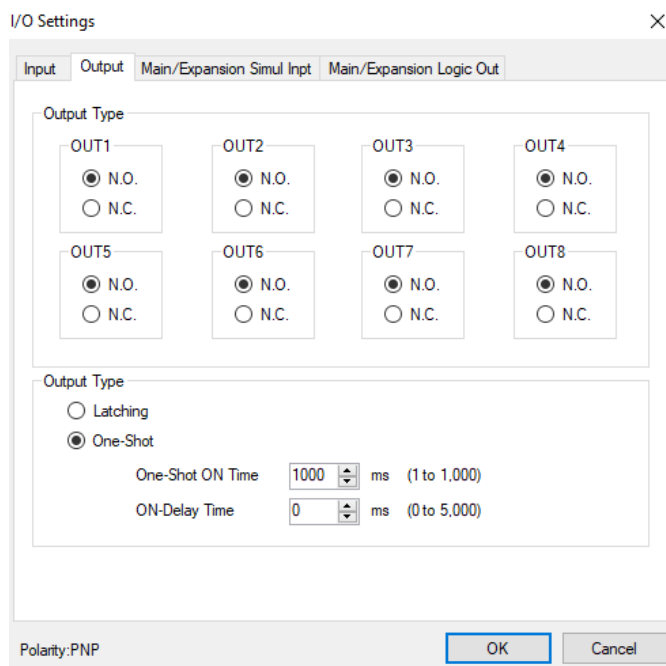 I/O Settings
Input Output Main/Expansion Simul Inpt Main/Expansion Logic Out
Output Type
OUT1 OUT2 OUT3 OUT4
N.O. N.O. N.O. N.O.
N.C. N.C. N.C. N.C.
OUT5 OUT6 OUT7 OUT8
N.O. N.O. N.O. N.O.
N.C. N.C. N.C. N.C.
Output Type
Latching
One-Shot
One-Shot ON Time 1000 ms (1 to 1,000)
ON-Delay Time 0 ms (0 to 5,000)
Polarity:PNP OK Cancel